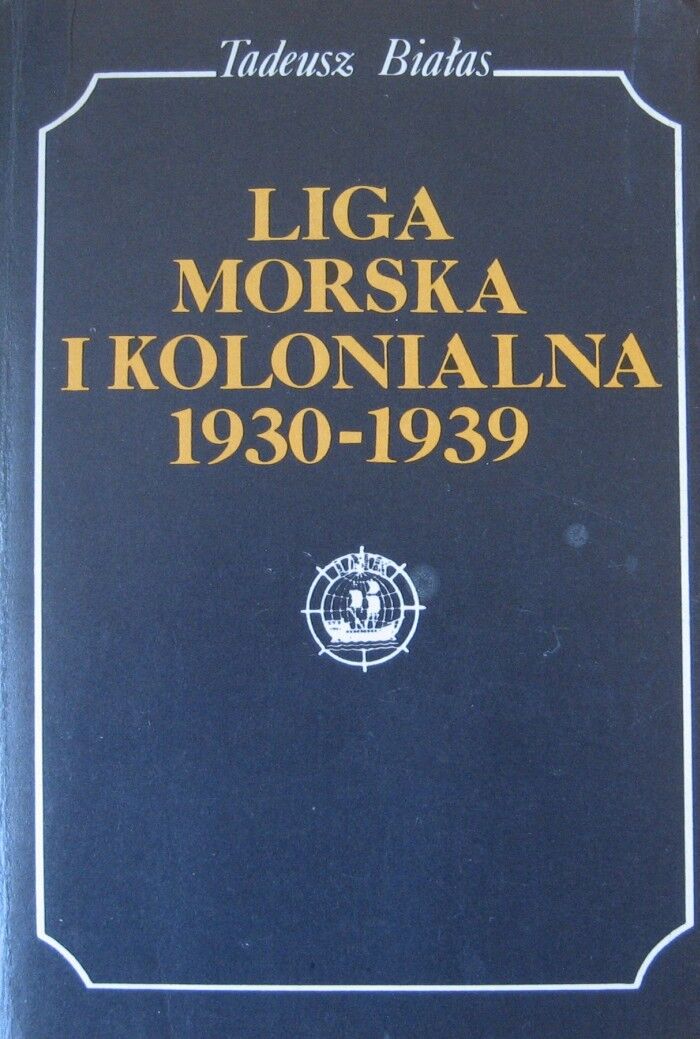 Tadeusz Białas
LIGA
MORSKA
I KOLONIALNA
1930-1939